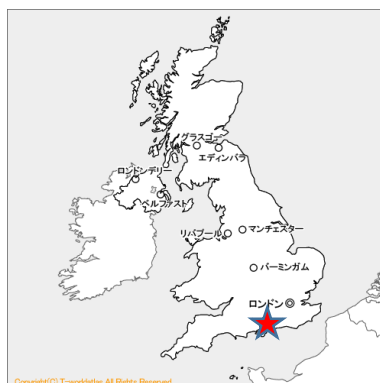 グラスゴー
エディンバラ
ロンドンデリー
ベルファスト
リバプール
マンチェスター
バーミンガム
ロンドン
Copyright(C) T-worldatlas All Rights Reserved